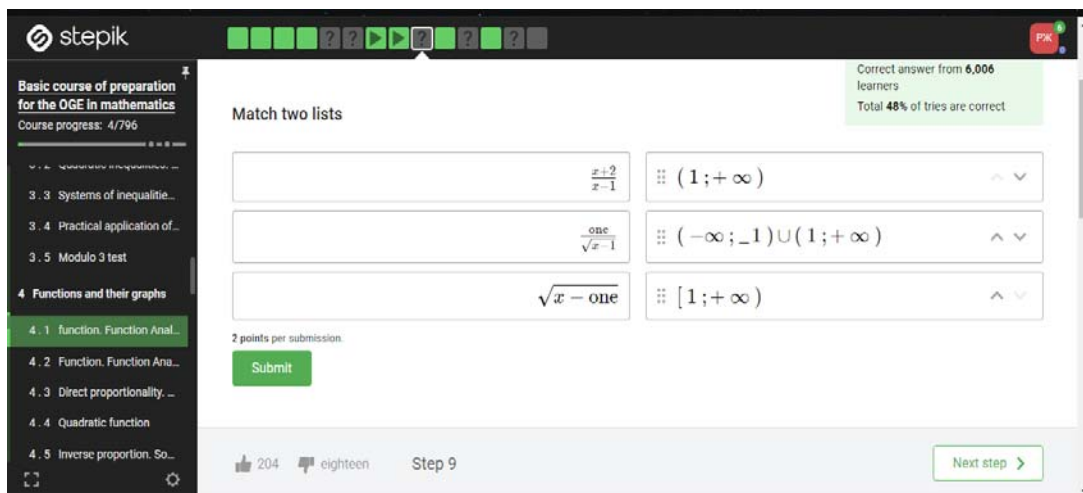 stepik
? ? ? ? ?
РЖ 6
Basic course of preparation
for the OGE in mathematics
Course progress: 4/796
3.3 Systems of inequalitie...
3.4 Practical application of...
3.5 Modulo 3 test
4 Functions and their graphs
4.1 function. Function Anal...
4.2 Function. Function Ana...
4.3 Direct proportionality. ...
4.4 Quadratic function
4.5 Inverse proportion. So...
Correct answer from 6,006
learners
Total 48% of tries are correct
Match two lists
x+2/x−1 (1;+∞)
one/√x−1 (−∞;_1)∪(1;+∞)
√x−one [1;+∞)
2 points per submission.
Submit
204 eighteen Step 9 Next step